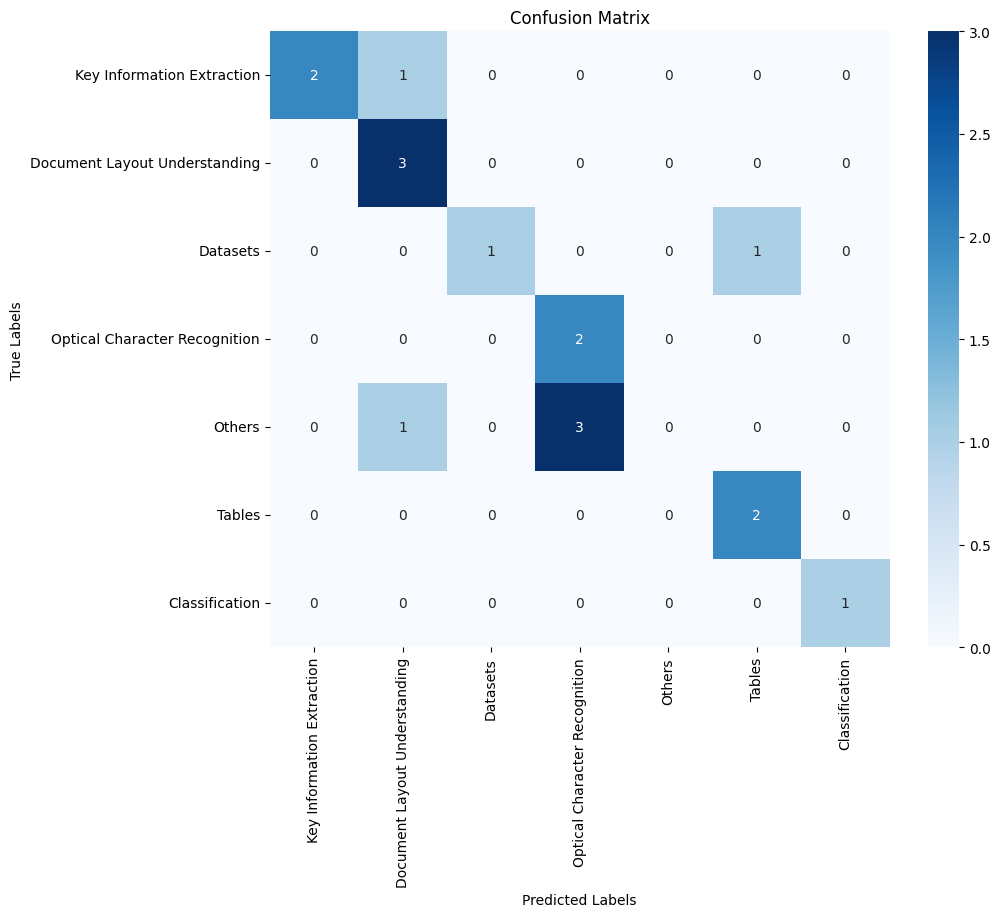 Confusion Matrix
Key Information Extraction 2 1 0 0 0 0 0
Document Layout Understanding 0 3 0 0 0 0 0
Datasets 0 0 1 0 0 1 0
Optical Character Recognition 0 0 0 2 0 0 0
Others 0 1 0 3 0 0 0
Tables 0 0 0 0 0 2 0
Classification 0 0 0 0 0 0 1
True Labels
Key Information Extraction
Document Layout Understanding
Datasets
Optical Character Recognition
Others
Tables
Classification
Predicted Labels
3.0
2.5
2.0
1.5
1.0
0.5
0.0